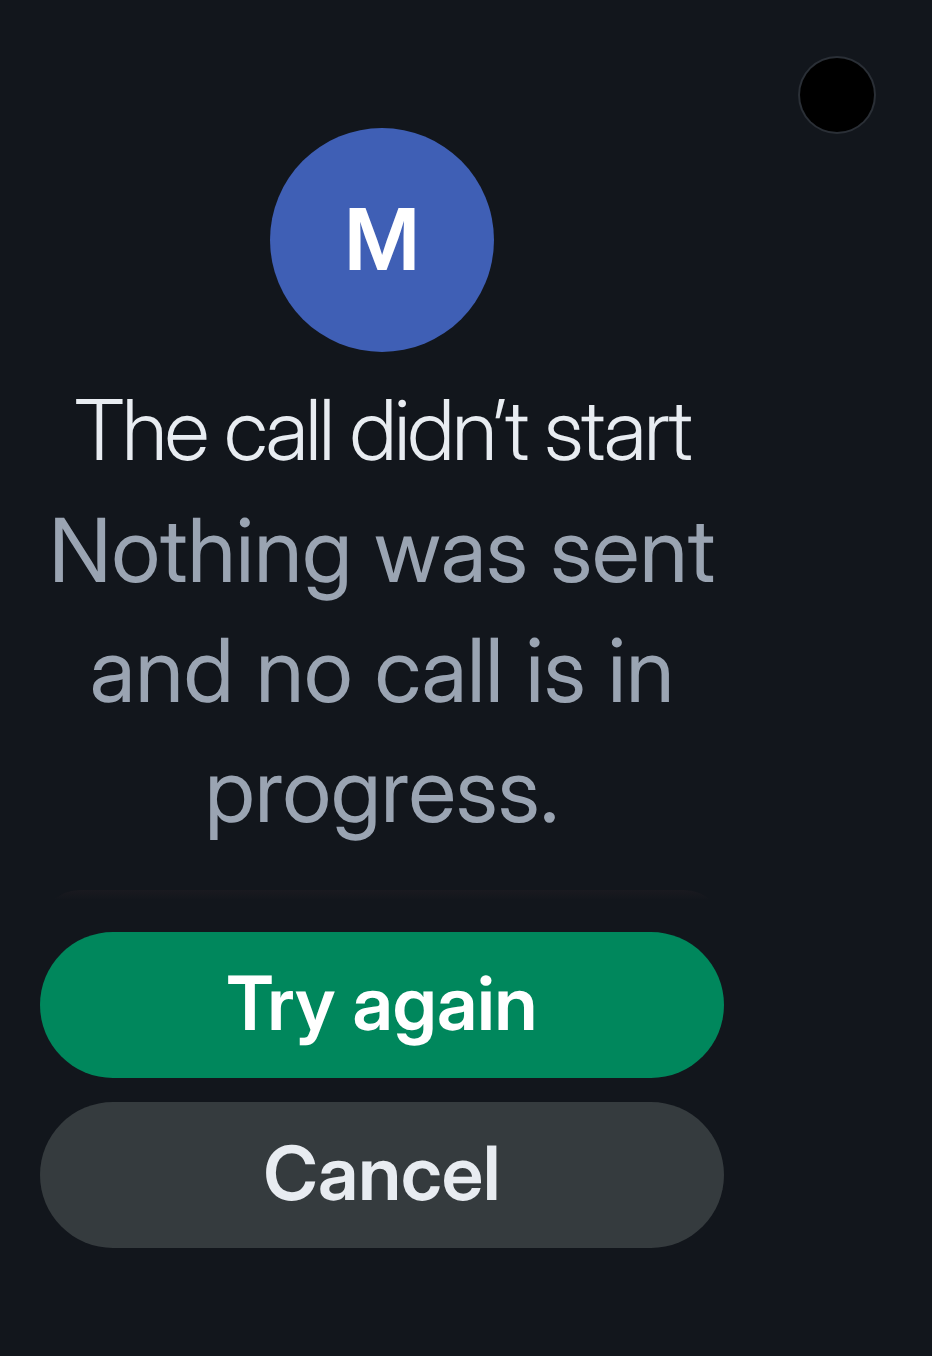 M
The call didn’t start
Nothing was sent
and no call is in
progress.
Try again
Cancel